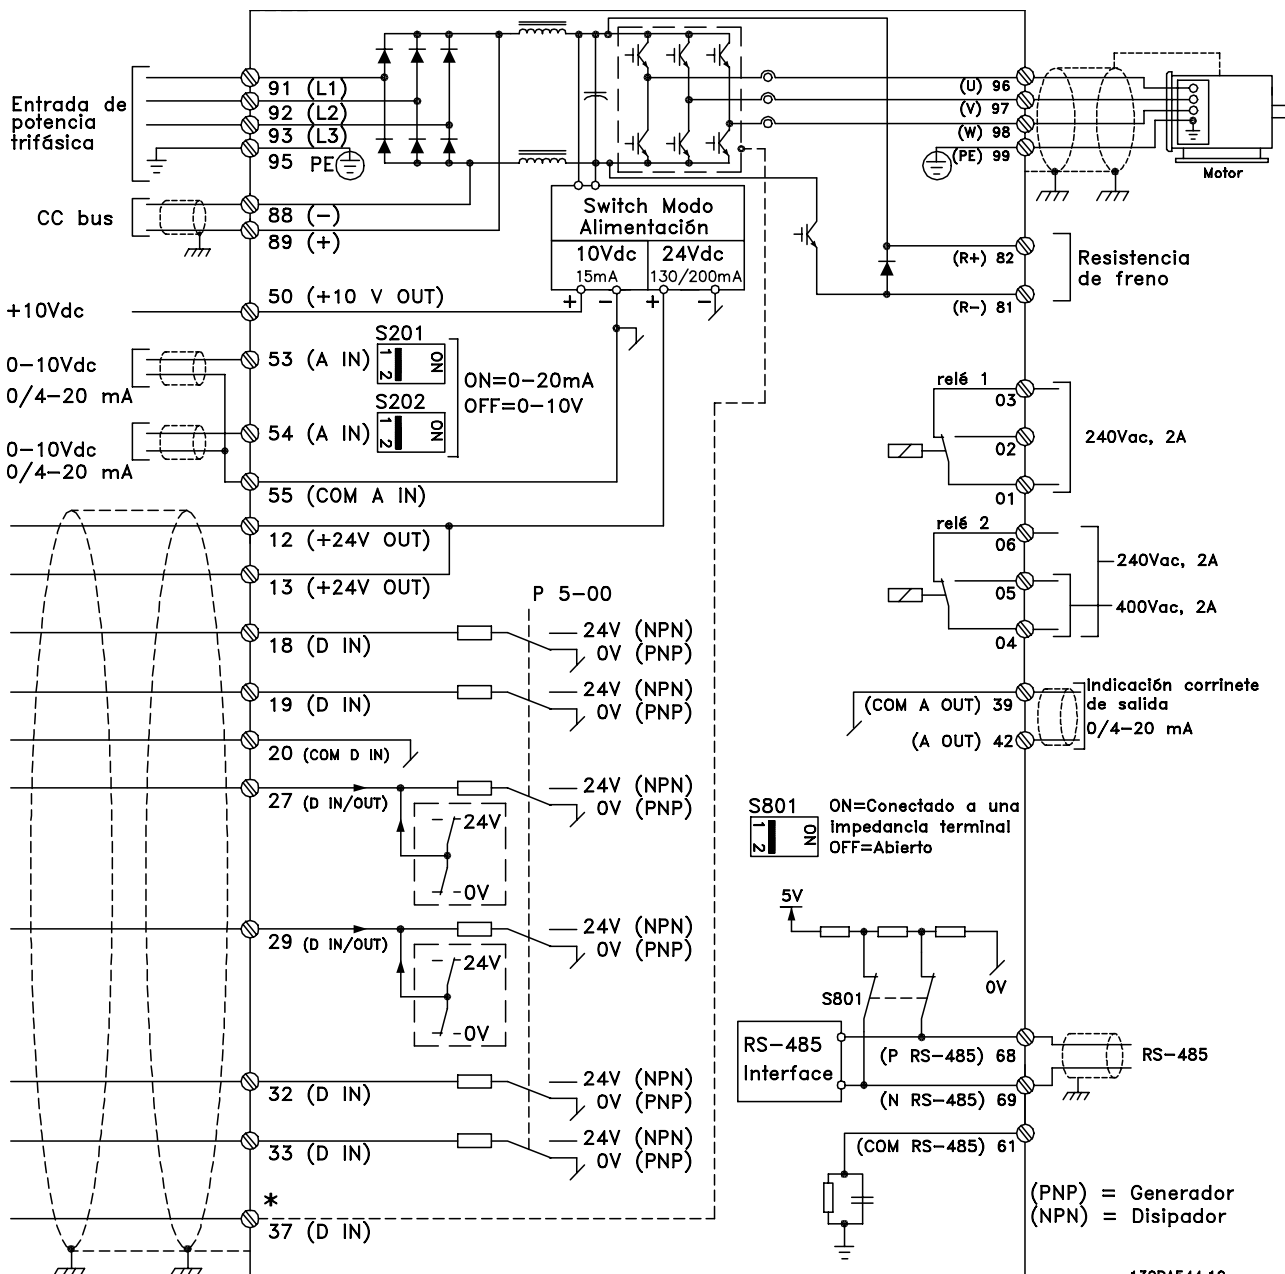 Entrada de
potencia
trifásica
91 (L1)
92 (L2)
93 (L3)
95 PE
CC bus
88 (−)
89 (+)
Switch Modo
Alimentación
10Vdc
15mA
24Vdc
130/200mA
+ − + −
(U) 96
(V) 97
(W) 98
(PE) 99
Motor
(R+) 82
(R−) 81
Resistencia
de freno
+10Vdc
50 (+10 V OUT)
0−10Vdc
0/4−20 mA
53 (A IN)
S201
1 2 ON
ON=0−20mA
OFF=0−10V
S202
1 2 ON
0−10Vdc
0/4−20 mA
54 (A IN)
55 (COM A IN)
12 (+24V OUT)
13 (+24V OUT)
relé 1
03
02
01
240Vac, 2A
relé 2
06
05
04
240Vac, 2A
400Vac, 2A
P 5−00
18 (D IN)
24V (NPN)
0V (PNP)
19 (D IN)
24V (NPN)
0V (PNP)
20 (COM D IN)
27 (D IN/OUT)
24V
0V
24V (NPN)
0V (PNP)
29 (D IN/OUT)
24V
0V
24V (NPN)
0V (PNP)
32 (D IN)
24V (NPN)
0V (PNP)
33 (D IN)
24V (NPN)
0V (PNP)
*
37 (D IN)
(COM A OUT) 39
(A OUT) 42
Indicación corrinete
de salida
0/4−20 mA
S801
1 2 ON
ON=Conectado a una
impedancia terminal
OFF=Abierto
5V
0V
S801
RS−485
Interface
(P RS−485) 68
(N RS−485) 69
RS−485
(COM RS−485) 61
(PNP) = Generador
(NPN) = Disipador